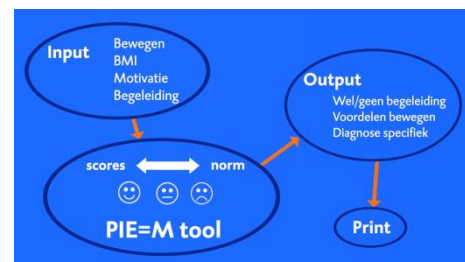 Input
Bewegen
BMI
Motivatie
Begeleiding
Output
Wel/geen begeleiding
Voordelen bewegen
Diagnose specifiek
scores norm
PIE=M tool
Print